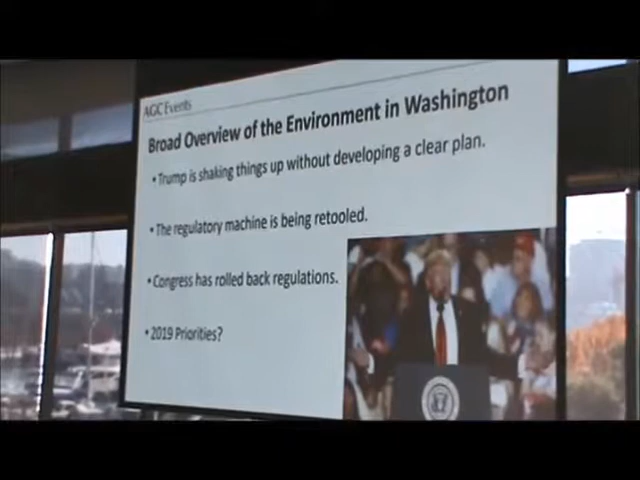 AGC Events
Broad Overview of the Environment in Washington
• Trump is shaking things up without developing a clear plan.
• The regulatory machine is being retooled.
• Congress has rolled back regulations.
• 2019 Priorities?